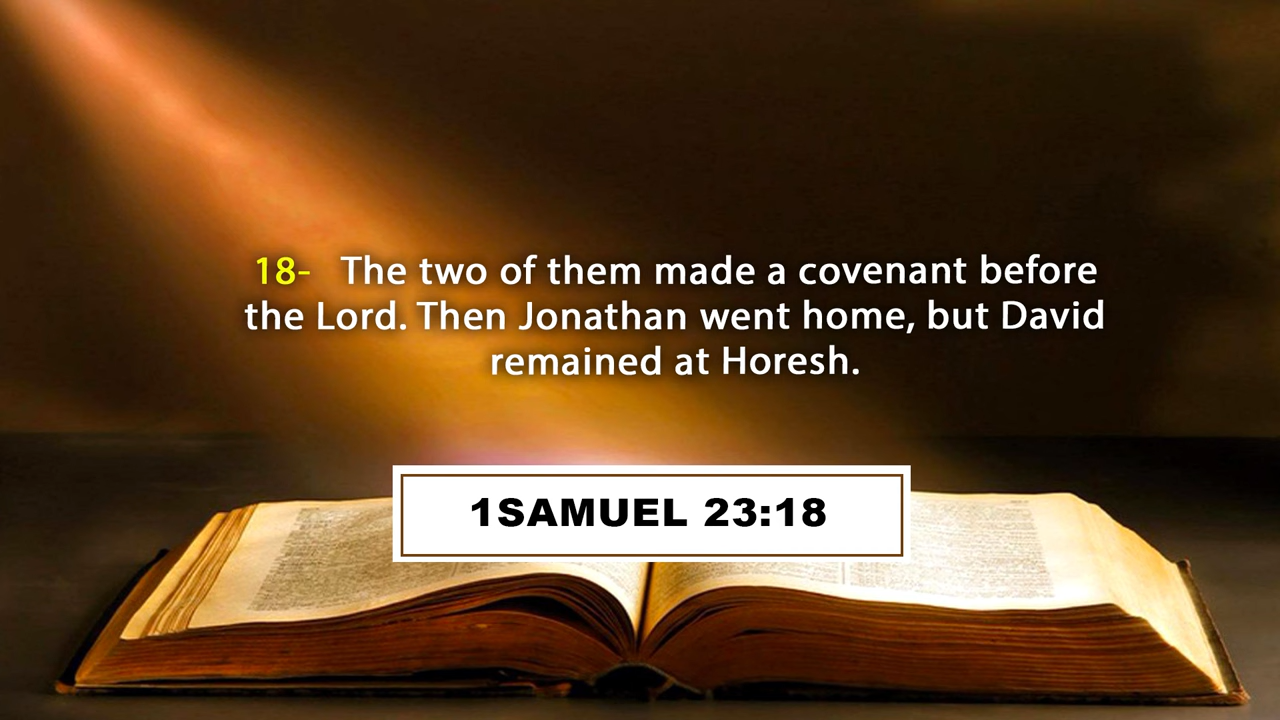 18- The two of them made a covenant before
the Lord. Then Jonathan went home, but David
remained at Horesh.
1SAMUEL 23:18